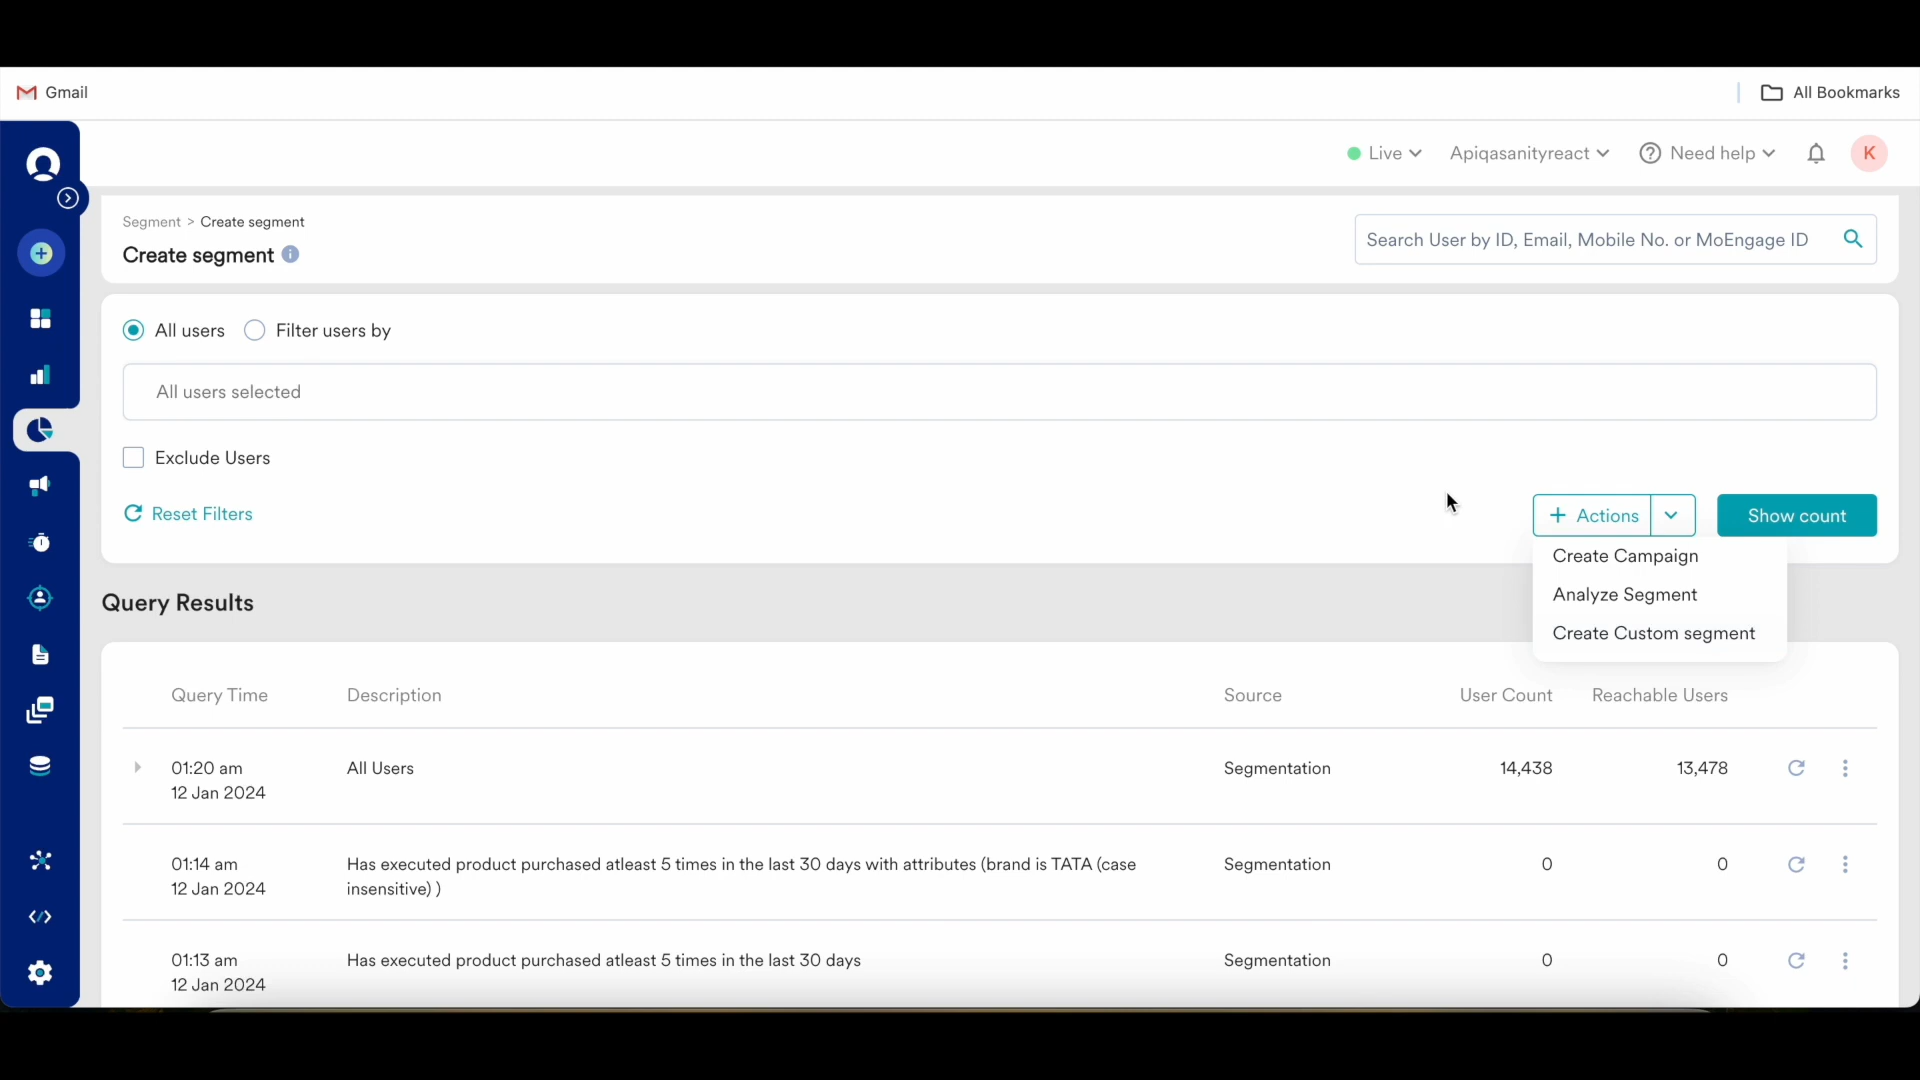 Gmail
All Bookmarks
Live
Apiqasanityreact
Need help
K
Segment > Create segment
Create segment
Search User by ID, Email, Mobile No. or MoEngage ID
All users
Filter users by
All users selected
Exclude Users
Reset Filters
+ Actions
Show count
Create Campaign
Analyze Segment
Create Custom segment
Query Results
Query Time Description Source User Count Reachable Users
01:20 am All Users Segmentation 14,438 13,478
12 Jan 2024
01:14 am Has executed product purchased atleast 5 times in the last 30 days with attributes (brand is TATA (case Segmentation 0 0
12 Jan 2024 insensitive) )
01:13 am Has executed product purchased atleast 5 times in the last 30 days Segmentation 0 0
12 Jan 2024